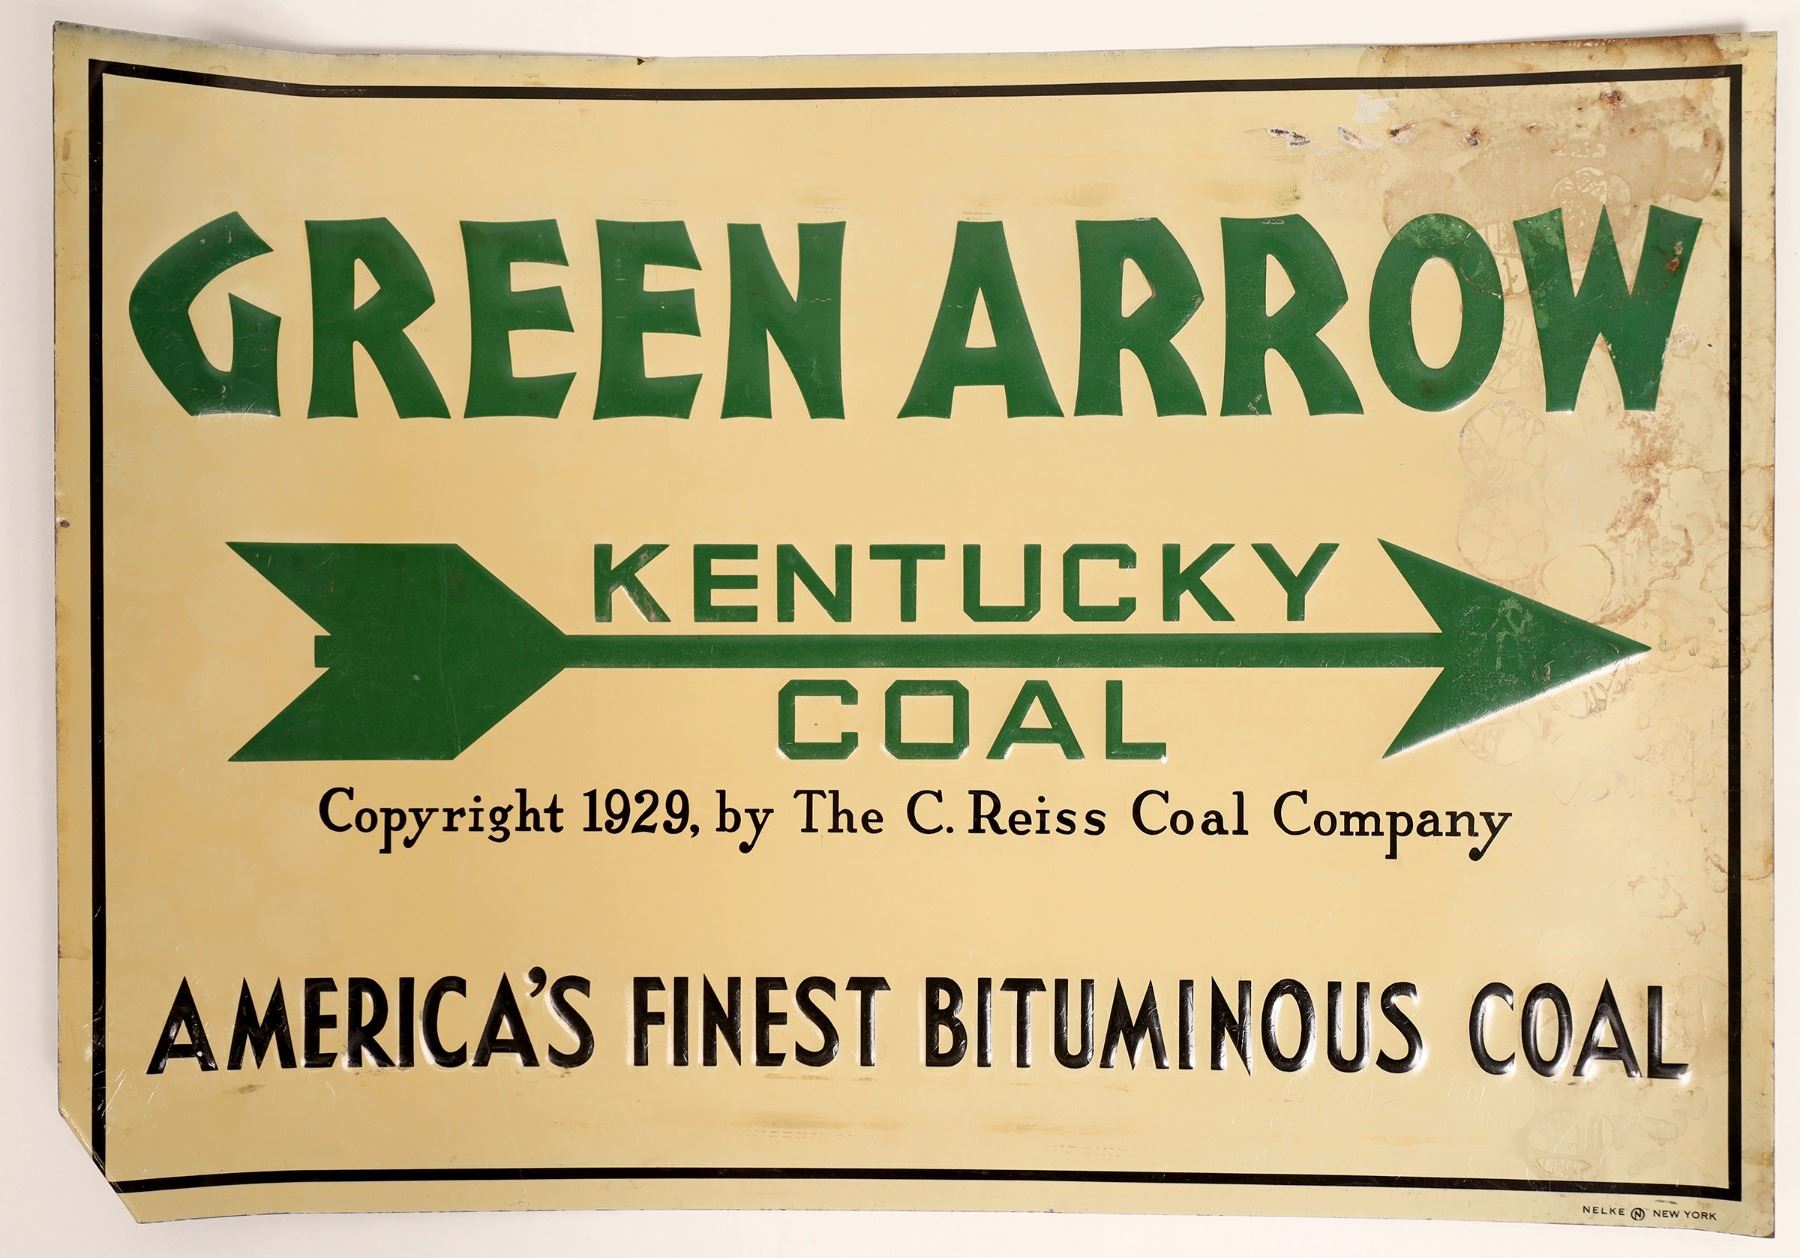 GREEN ARROW
KENTUCKY
COAL
Copyright 1929, by The C. Reiss Coal Company
AMERICA'S FINEST BITUMINOUS COAL
NELKE N NEW YORK